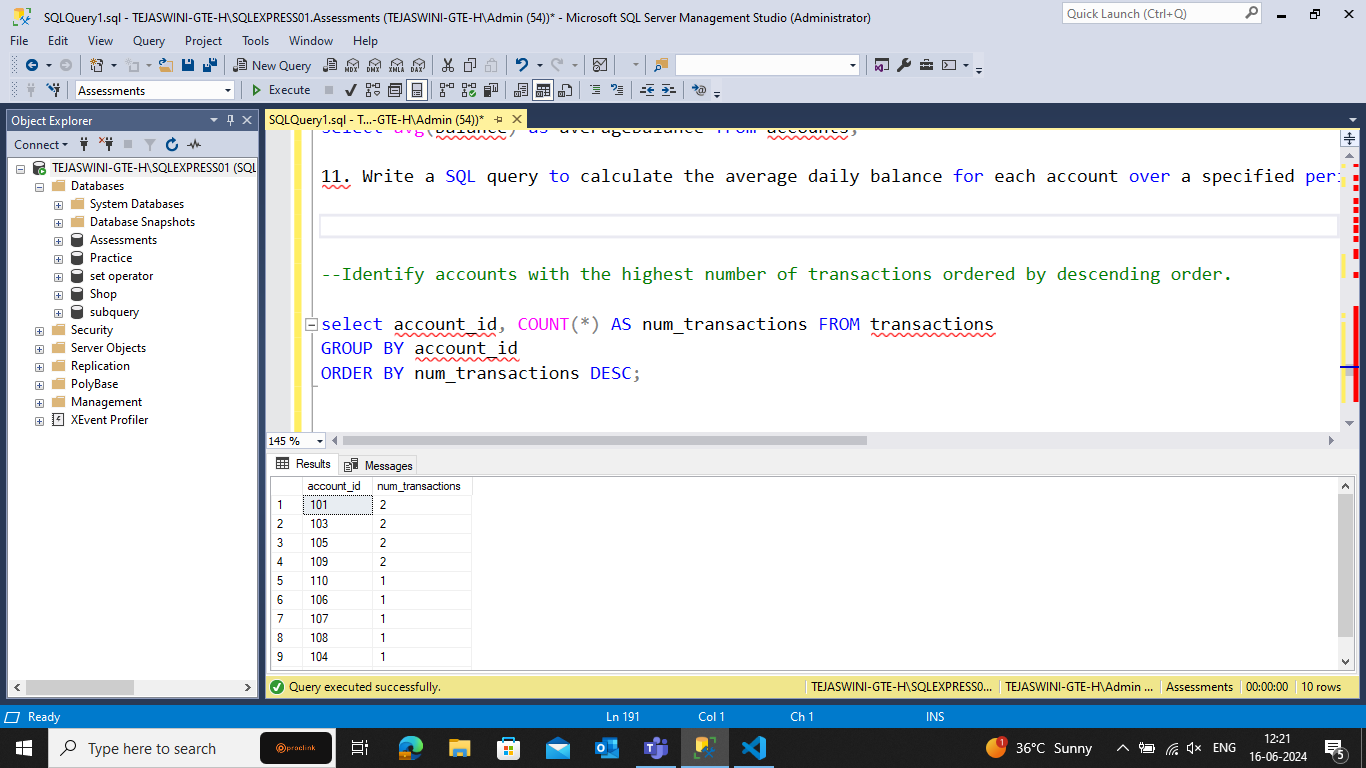 SQLQuery1.sql - TEJASWINI-GTE-H\SQLEXPRESS01.Assessments (TEJASWINI-GTE-H\Admin (54))* - Microsoft SQL Server Management Studio (Administrator)
Quick Launch (Ctrl+Q)
File Edit View Query Project Tools Window Help
New Query
MDX DMX XMLA DAX
Assessments
Execute
Object Explorer
Connect
TEJASWINI-GTE-H\SQLEXPRESS01 (SQL
Databases
System Databases
Database Snapshots
Assessments
Practice
set operator
Shop
subquery
Security
Server Objects
Replication
PolyBase
Management
XEvent Profiler
SQLQuery1.sql - T...-GTE-H\Admin (54))*
select avg(balance) as averagebalance from accounts;
11. Write a SQL query to calculate the average daily balance for each account over a specified peri
--Identify accounts with the highest number of transactions ordered by descending order.
select account_id, COUNT(*) AS num_transactions FROM transactions
GROUP BY account_id
ORDER BY num_transactions DESC;
145 %
Results Messages
account_id num_transactions
1 101 2
2 103 2
3 105 2
4 109 2
5 110 1
6 106 1
7 107 1
8 108 1
9 104 1
Query executed successfully.
TEJASWINI-GTE-H\SQLEXPRESS0... TEJASWINI-GTE-H\Admin ... Assessments 00:00:00 10 rows
Ready Ln 191 Col 1 Ch 1 INS
Type here to search
proclink
1
36°C Sunny
ENG
12:21
16-06-2024
5